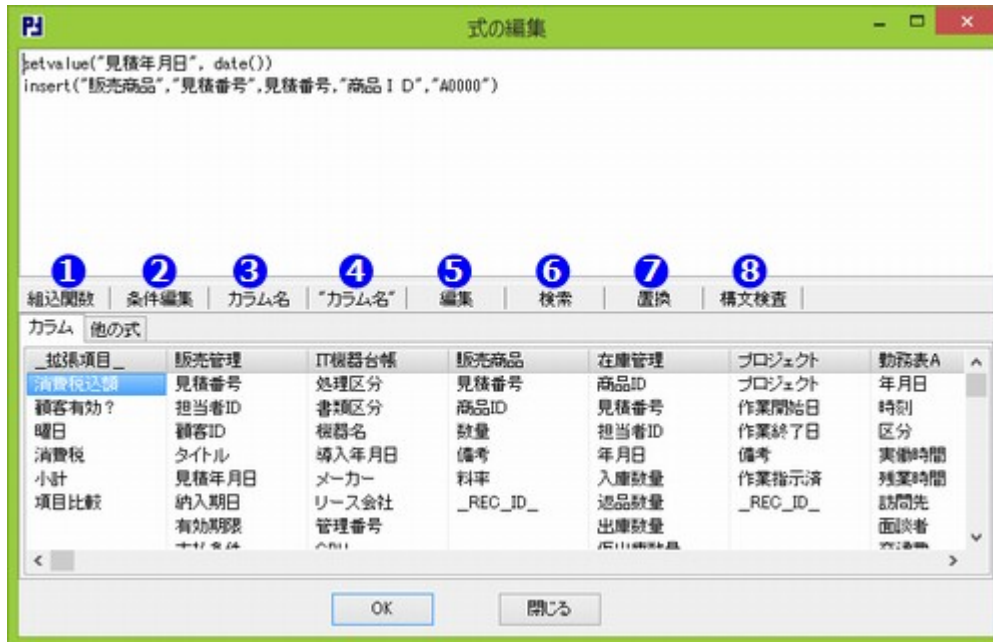 式の編集
setvalue("見積年月日", date())
insert("販売商品","見積番号",見積番号,"商品ＩＤ","A0000")
1 2 3 4 5 6 7 8
組込関数 条件編集 カラム名 "カラム名" 編集 検索 置換 構文検査
カラム 他の式
_拡張項目_ 販売管理 IT機器台帳 販売商品 在庫管理 プロジェクト 勤務表A
消費税込額 見積番号 処理区分 見積番号 商品ID プロジェクト 年月日
顧客有効？ 担当者ID 書類区分 商品ID 見積番号 作業開始日 時刻
曜日 顧客ID 機器名 数量 担当者ID 作業終了日 区分
消費税 タイトル 導入年月日 備考 年月日 備考 実働時間
小計 見積年月日 メーカー 料率 入庫数量 作業指示済 残業時間
項目比較 納入期日 リース会社 _REC_ID_ 返品数量 _REC_ID_ 訪問先
有効期限 管理番号 出庫数量 面談者
OK 閉じる